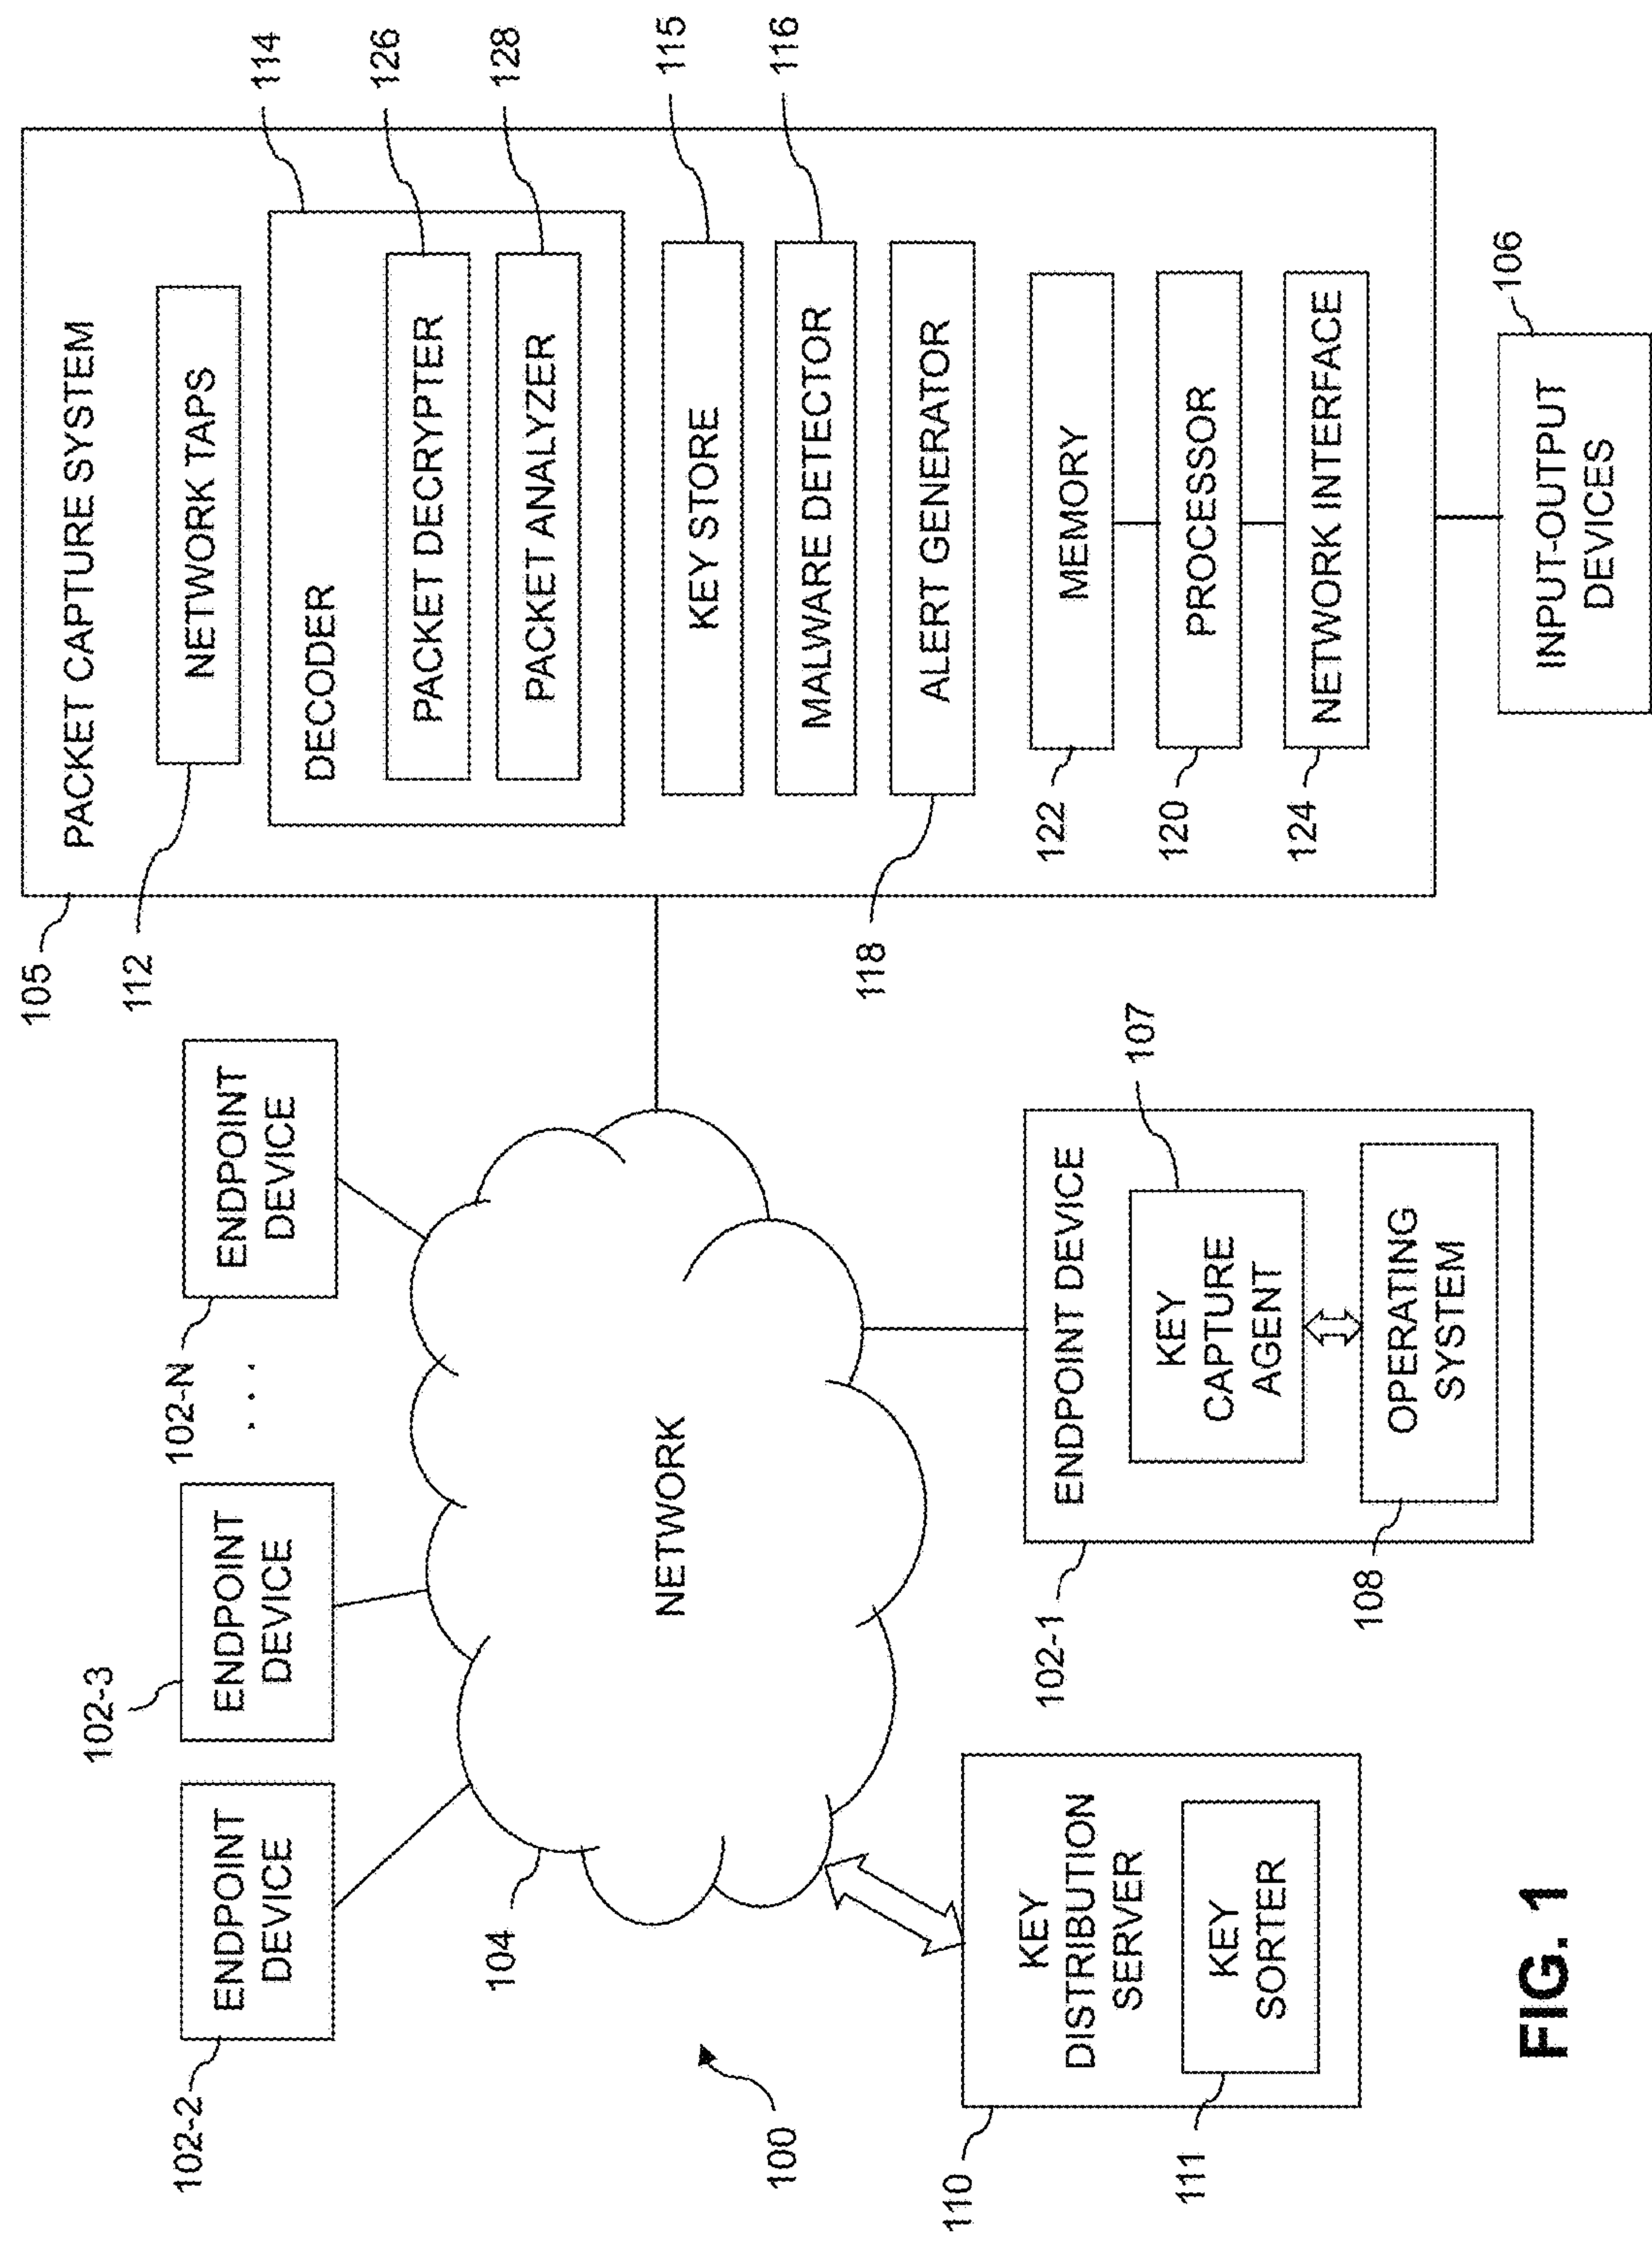 102-2
ENDPOINT
DEVICE
102-3
ENDPOINT
DEVICE
102-N
. . .
ENDPOINT
DEVICE
104
NETWORK
100
110
KEY
DISTRIBUTION
SERVER
111
KEY
SORTER
102-1
ENDPOINT DEVICE
107
KEY
CAPTURE
AGENT
108
OPERATING
SYSTEM
105
PACKET CAPTURE SYSTEM
112
NETWORK TAPS
114
DECODER
126
PACKET DECRYPTER
128
PACKET ANALYZER
115
KEY STORE
116
MALWARE DETECTOR
118
ALERT GENERATOR
122
MEMORY
120
PROCESSOR
124
NETWORK INTERFACE
106
INPUT-OUTPUT
DEVICES
FIG. 1